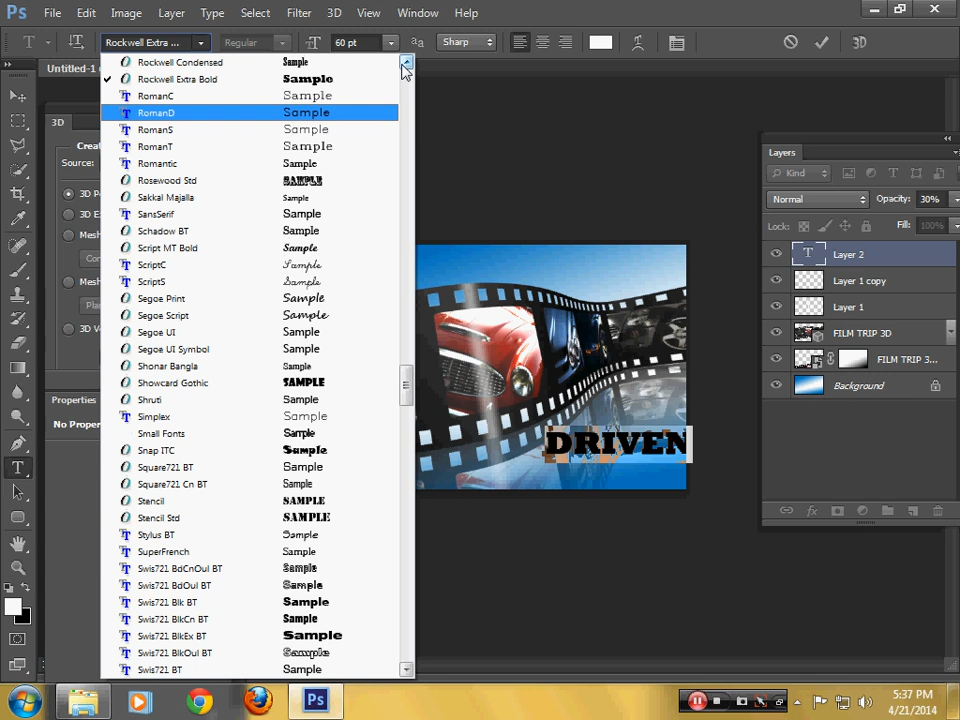 Ps File Edit Image Layer Type Select Filter 3D View Window Help
T Rockwell Extra ... Regular 60 pt Sharp 3D
Untitled-1
3D
Source:
3D
3D
Mesh
Mesh
Properties
No Prop
Rockwell Condensed Sample
Rockwell Extra Bold Sample
RomanC Sample
RomanD Sample
RomanS Sample
RomanT Sample
Romantic Sample
Rosewood Std SAMPLE
Sakkal Majalla Sample
SansSerif Sample
Schadow BT Sample
Script MT Bold Sample
ScriptC Sample
ScriptS Sample
Segoe Print Sample
Segoe Script Sample
Segoe UI Sample
Segoe UI Symbol Sample
Shonar Bangla Sample
Showcard Gothic SAMPLE
Shruti Sample
Simplex Sample
Small Fonts Sample
Snap ITC Sample
Square721 BT Sample
Square721 Cn BT Sample
Stencil SAMPLE
Stencil Std SAMPLE
Stylus BT Sample
SuperFrench Sample
Swis721 BdCnOul BT Sample
Swis721 BdOul BT Sample
Swis721 Blk BT Sample
Swis721 BlkCn BT Sample
Swis721 BlkEx BT Sample
Swis721 BlkOul BT Sample
Swis721 BT Sample
DRIVEN
Layers
Kind
Normal Opacity: 30%
Lock: Fill: 100%
Layer 2
Layer 1 copy
Layer 1
FILM TRIP 3D
FILM TRIP 3...
Background
fx
Ps
5:37 PM
4/21/2014